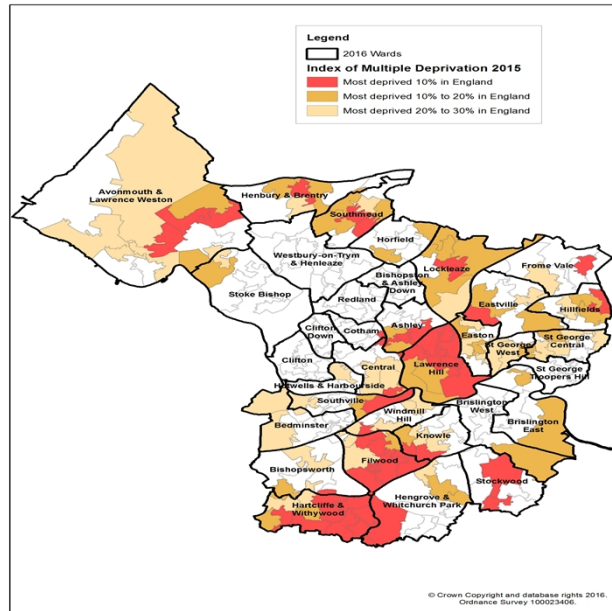 Legend
2016 Wards
Index of Multiple Deprivation 2015
Most deprived 10% in England
Most deprived 10% to 20% in England
Most deprived 20% to 30% in England
Avonmouth &
Lawrence Weston
Henbury & Brentry
Southmead
Horfield
Lockleaze
Frome Vale
Westbury-on-Trym
& Henleaze
Bishopston
& Ashley
Down
Stoke Bishop
Redland
Eastville
Hillfields
Clifton
Down
Cotham
Ashley
Easton
St George
West
St George
Central
Clifton
Central
Lawrence
Hill
St George
Troopers Hill
Hotwells & Harbourside
Southville
Windmill
Hill
Brislington
West
Bedminster
Knowle
Brislington
East
Bishopsworth
Filwood
Stockwood
Hartcliffe &
Withywood
Hengrove &
Whitchurch Park
© Crown Copyright and database rights 2016.
Ordnance Survey 100023406.